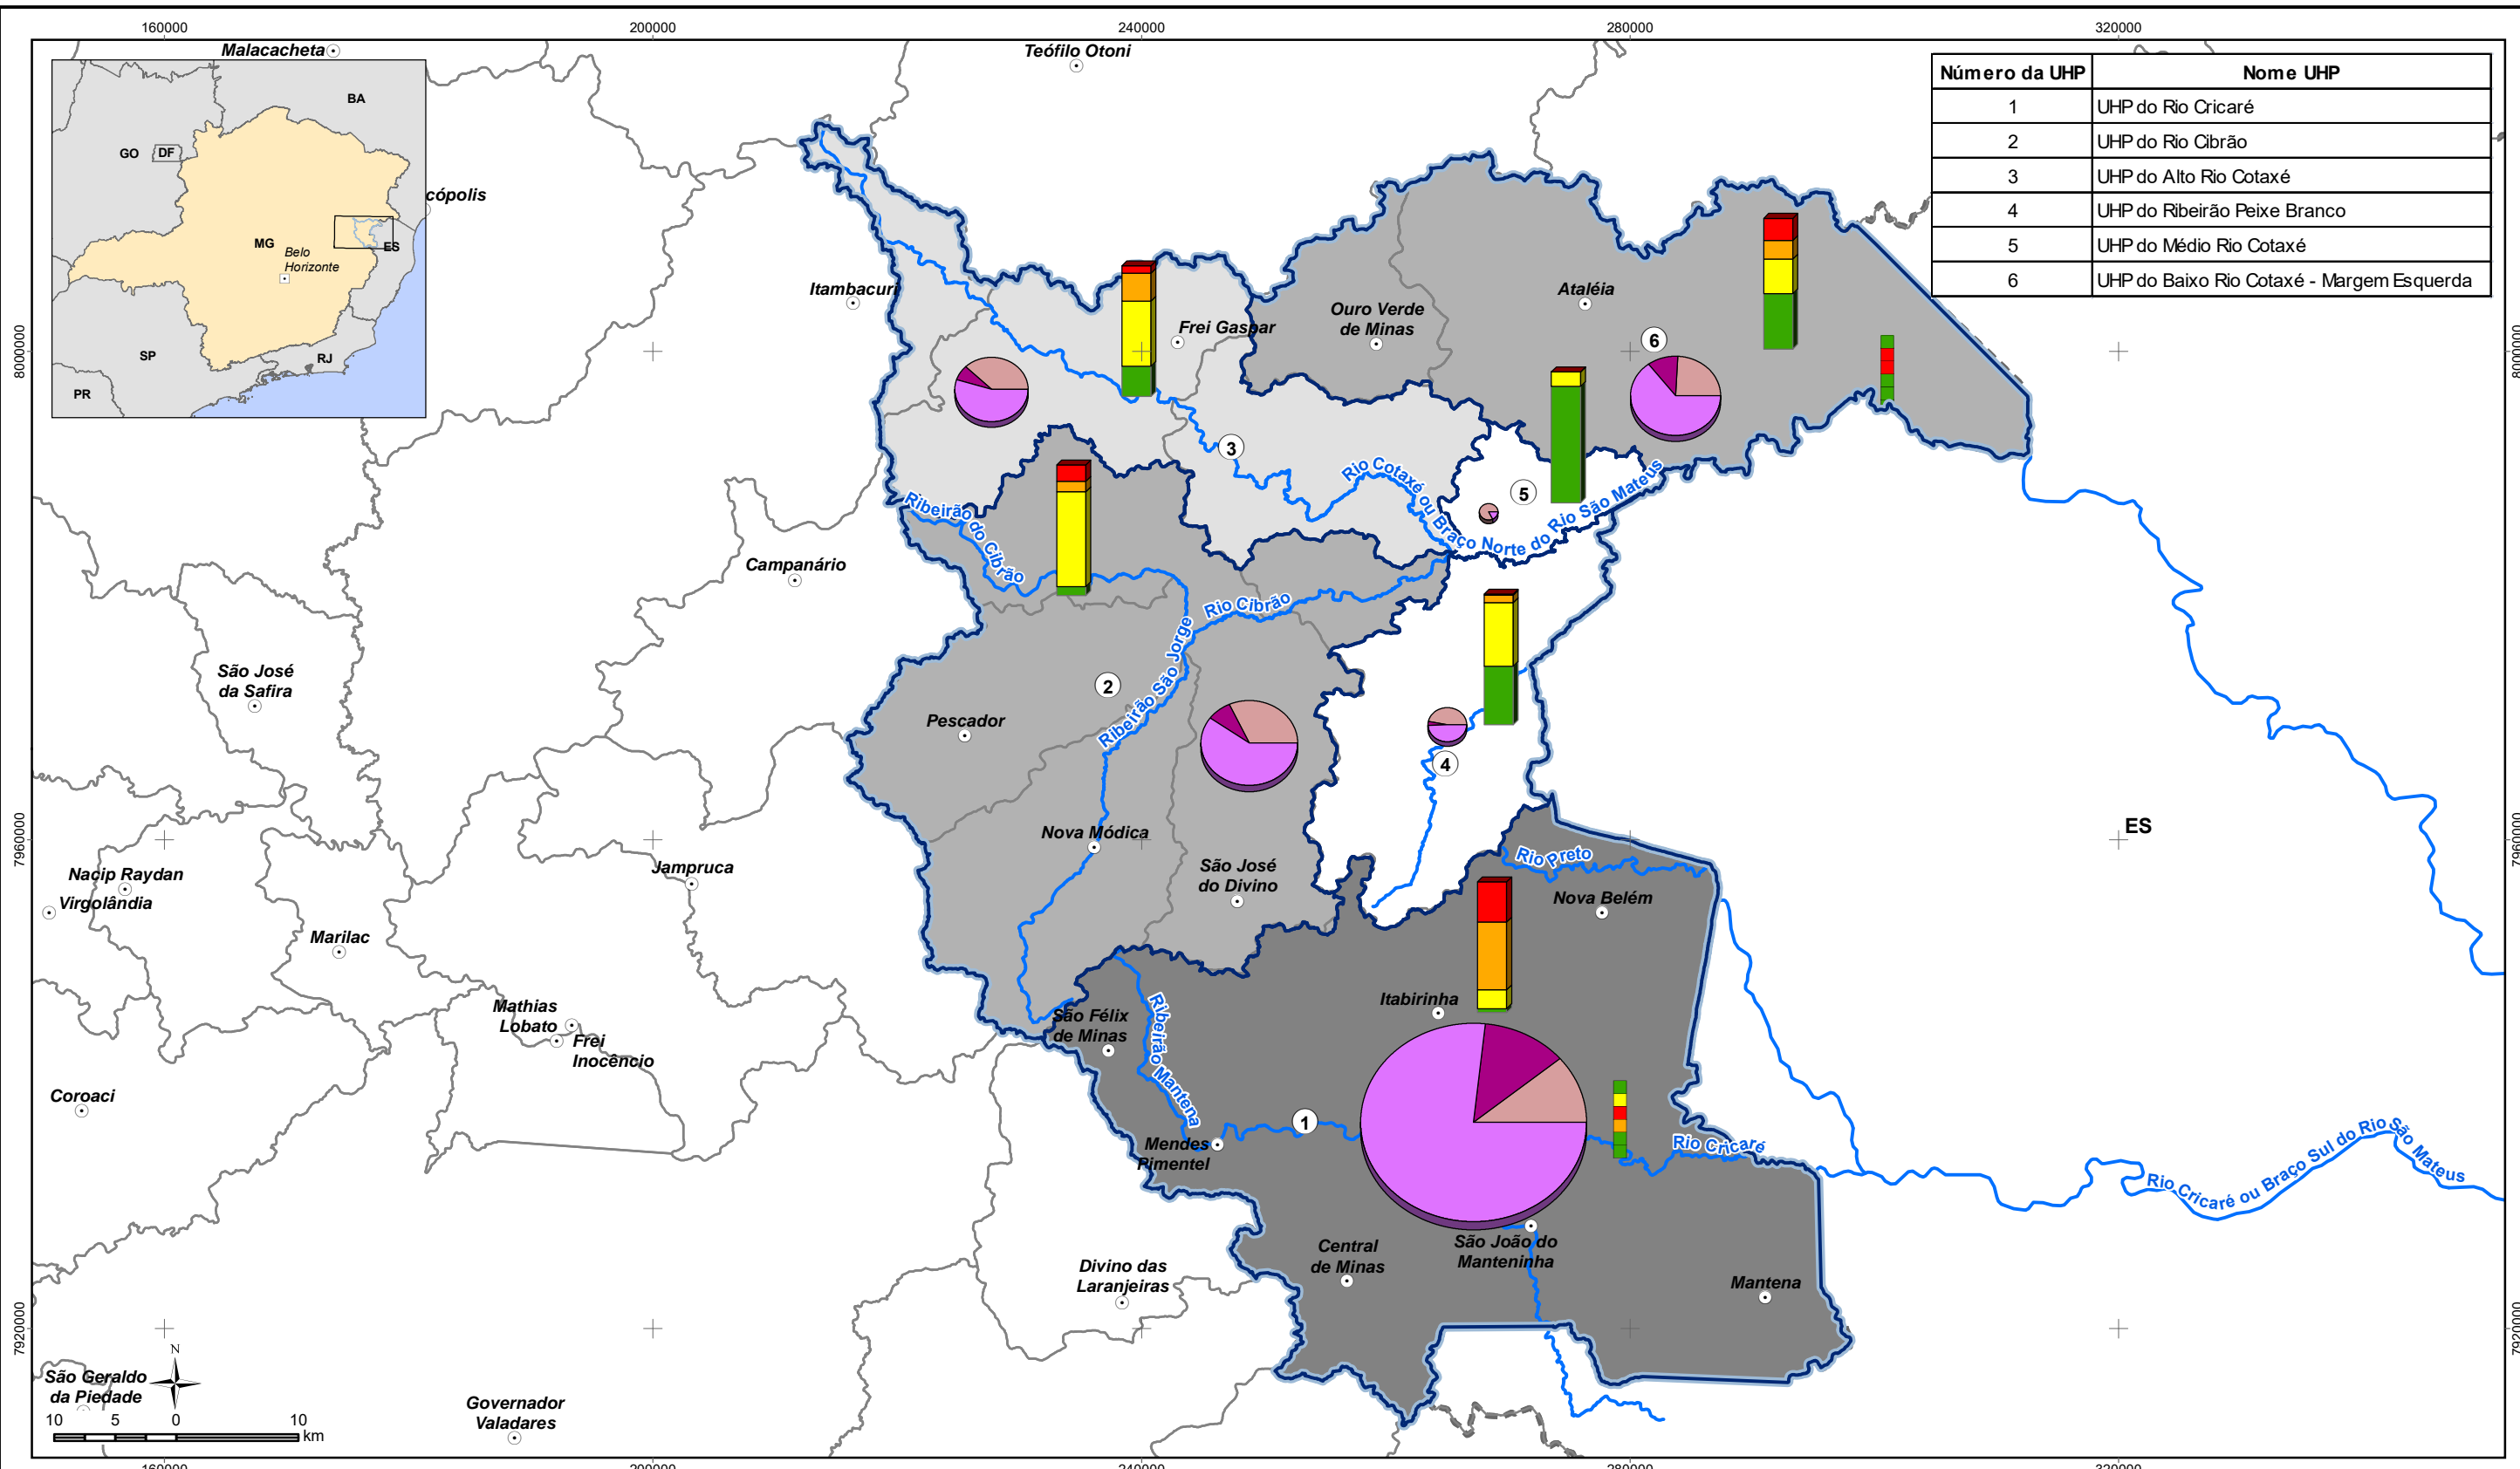 160000
200000
240000
280000
320000
Malacacheta
Teófilo Otoni
BA
GO
DF
cópolis
MG
Belo
Horizonte
ES
SP
RJ
PR
Número da UHP
Nome UHP
1
UHP do Rio Cricaré
2
UHP do Rio Cibrão
3
UHP do Alto Rio Cotaxé
4
UHP do Ribeirão Peixe Branco
5
UHP do Médio Rio Cotaxé
6
UHP do Baixo Rio Cotaxé - Margem Esquerda
Itambacuri
Frei Gaspar
Ouro Verde
de Minas
Ataléia
8000000
8000000
6
3
5
Rio Cotaxé ou Braço Norte do Rio São Mateus
Ribeirão do Cibrão
Campanário
Rio Cibrão
Ribeirão São Jorge
São José
da Safira
2
Pescador
4
Nova Módica
ES
7960000
7960000
Rio Preto
Jampruca
São José
do Divino
Nacip Raydan
Virgolândia
Nova Belém
Marilac
Itabirinha
Mathias
Lobato
Frei
Inocêncio
São Félix
de Minas
Ribeirão Mantena
Coroaci
1
Mendes
Pimentel
Rio Cricaré
Rio Cricaré ou Braço Sul do Rio São Mateus
Central
de Minas
São João do
Manteninha
Divino das
Laranjeiras
Mantena
7920000
7920000
N
São Geraldo
da Piedade
Governador
Valadares
10
5
0
10
km
160000
200000
240000
280000
320000